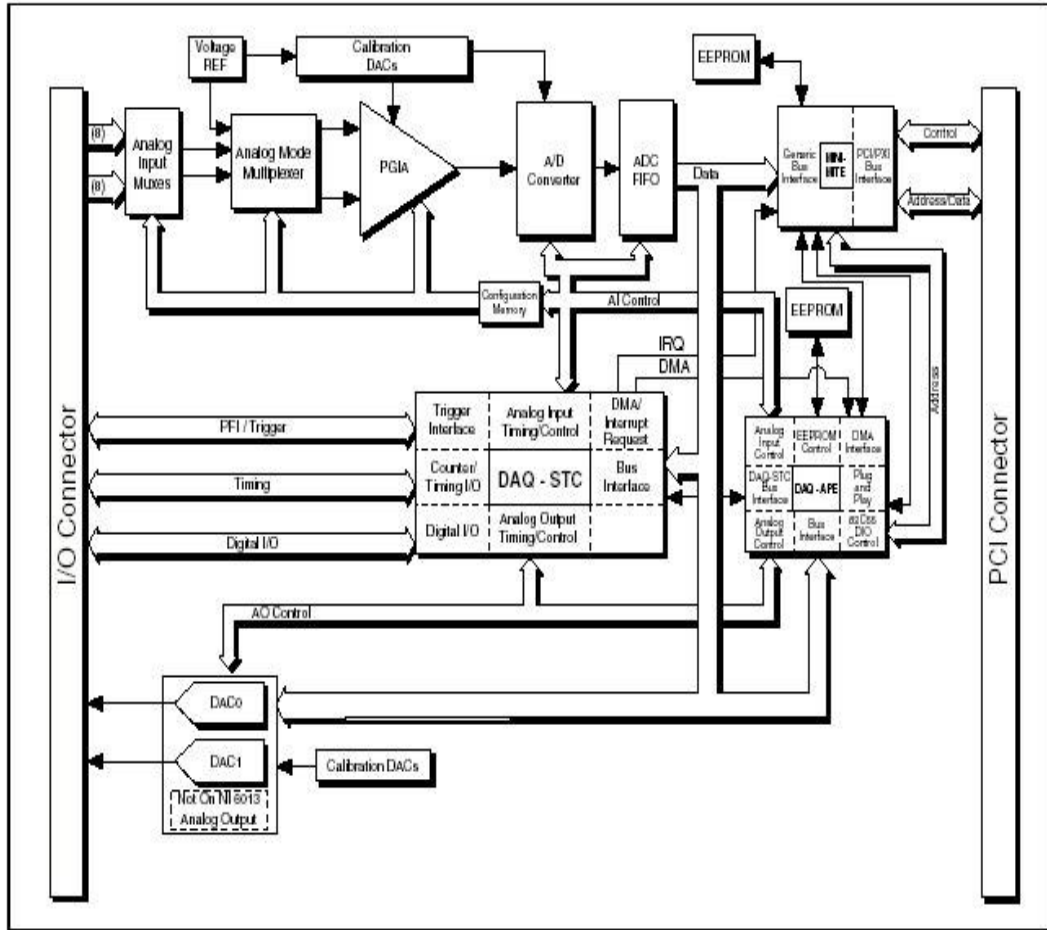 Voltage
REF
Calibration
DACs
EEPROM
(8)
(8)
Analog
Input
Muxes
Analog Mode
Multiplexer
PGIA
A/D
Converter
ADC
FIFO
Data
Generic
Bus
Interface
MINI-
MITE
PCI/PXI
Bus
Interface
Control
Address/Data
Configuration
Memory
AI Control
EEPROM
IRQ
DMA
Address
I/O Connector
PCI Connector
PFI / Trigger
Timing
Digital I/O
Trigger
Interface
Analog Input
Timing/Control
DMA/
Interrupt
Request
Counter/
Timing I/O
DAQ - STC
Bus
Interface
Digital I/O
Analog Output
Timing/Control
Analog
Input
Control
EEPROM
Control
DMA
Interface
DAQ-STC
Bus
Interface
DAQ - APE
Plug
and
Play
Analog
Output
Control
Bus
Interface
DIO
Control
AO Control
DAC0
DAC1
Calibration DACs
Not On NI 6013
Analog Output